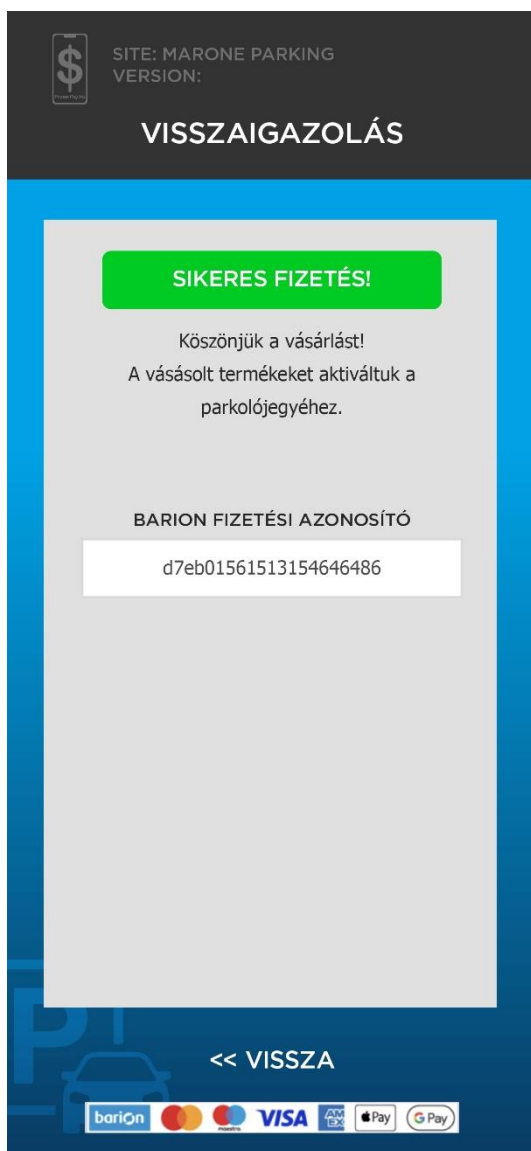 SITE: MARONE PARKING
VERSION:
VISSZAIGAZOLÁS
SIKERES FIZETÉS!
Köszönjük a vásárlást!
A vásásolt termékeket aktiváltuk a
parkolójegyéhez.
BARION FIZETÉSI AZONOSÍTÓ
d7eb01561513154646486
<< VISSZA
barion maestro VISA AM EX Pay G Pay